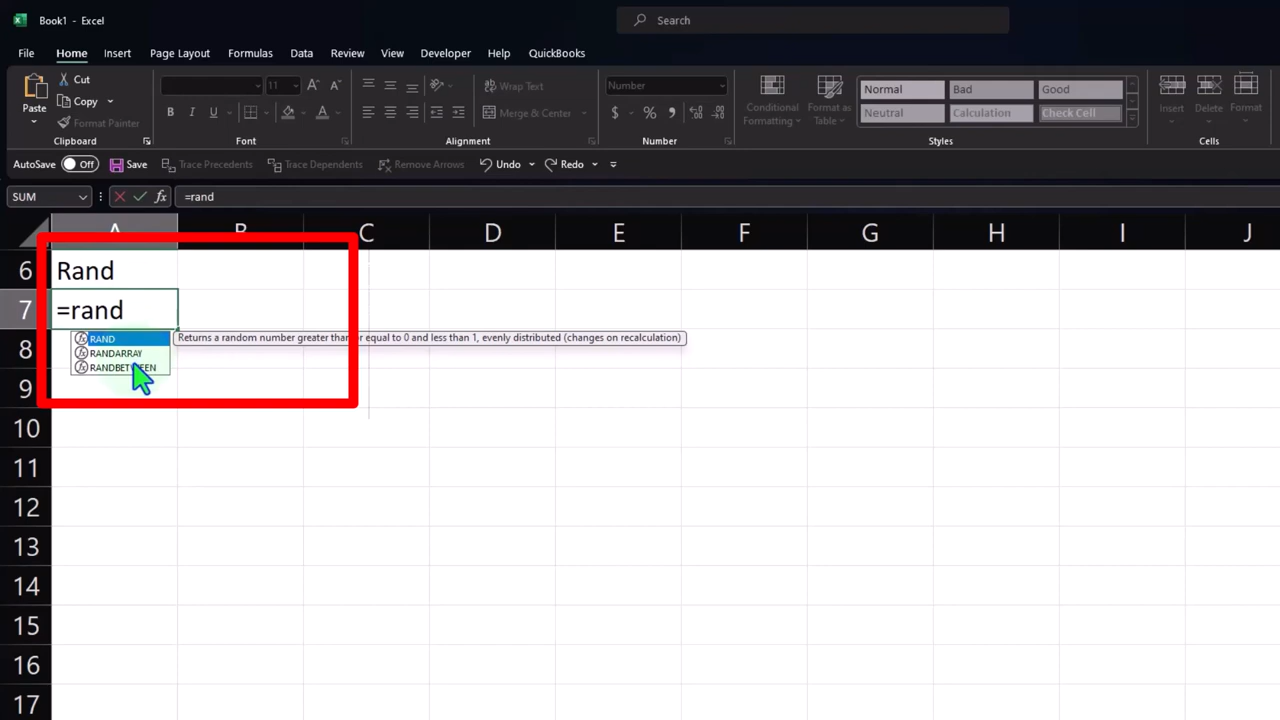 Book1 - Excel
Search
File Home Insert Page Layout Formulas Data Review View Developer Help QuickBooks
Paste
Cut
Copy
Format Painter
Clipboard
11 A A
B I U A
Font
Wrap Text
Merge & Center
Alignment
Number
$ %
Number
Conditional Formatting
Format as Table
Normal Bad Good
Neutral Calculation Check Cell
Styles
Insert Delete Format
Cells
AutoSave Off Save Trace Precedents Trace Dependents Remove Arrows Undo Redo
SUM fx =rand
A B C D E F G H I J
6 Rand
7 =rand
RAND Returns a random number greater than or equal to 0 and less than 1, evenly distributed (changes on recalculation)
RANDARRAY
RANDBETWEEN
8
9
10
11
12
13
14
15
16
17